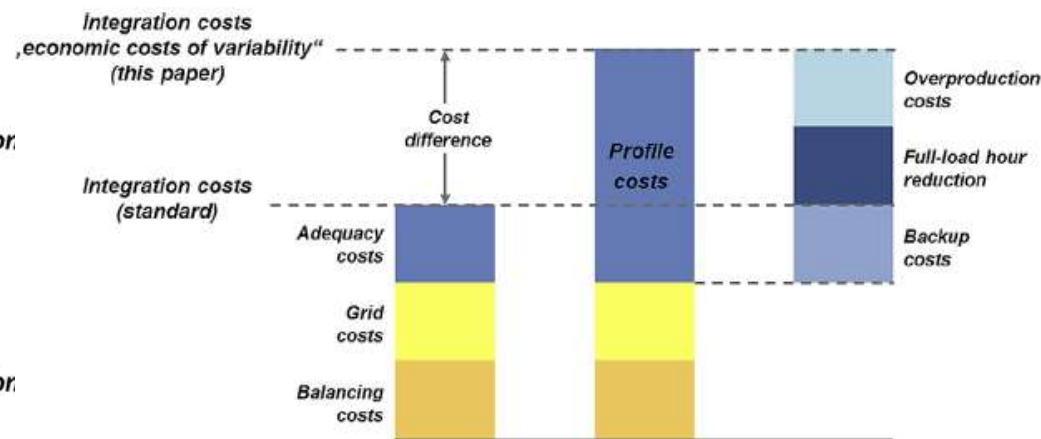 Integration costs
„economic costs of variability“
(this paper)
Cost
difference
Profile
costs
Overproduction
costs
Full-load hour
reduction
Integration costs
(standard)
Adequacy
costs
Backup
costs
Grid
costs
Balancing
costs